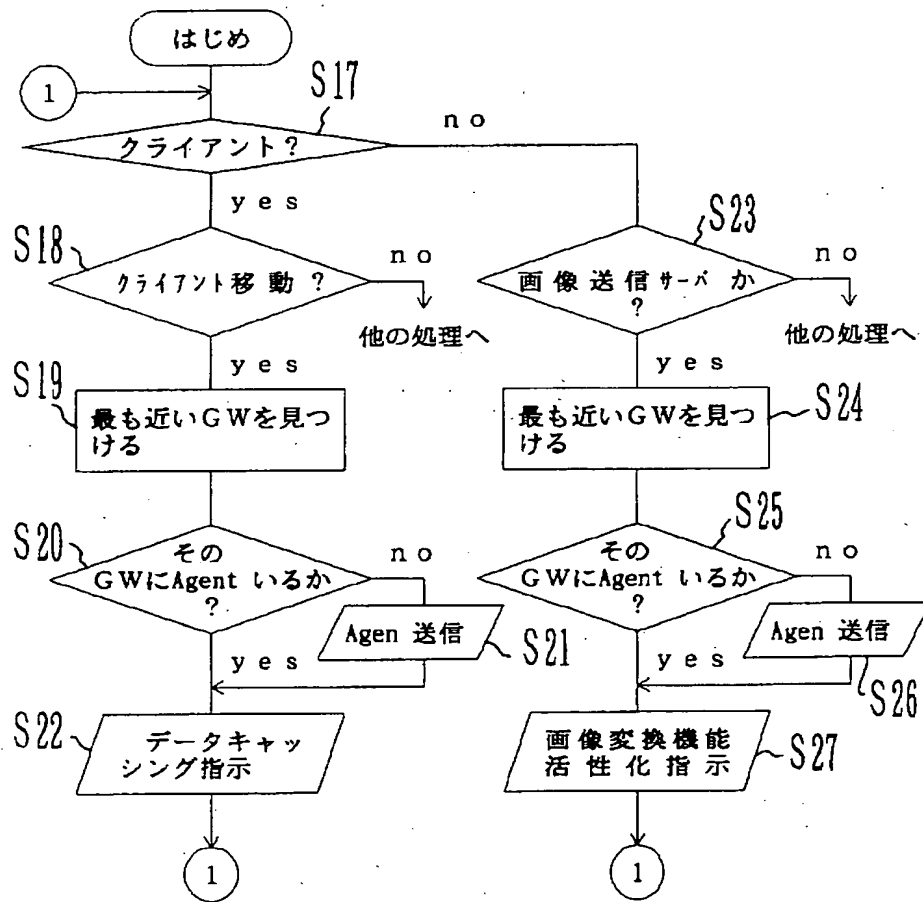 はじめ
1
S17
クライアント?
no
yes
S18
クライアント移動?
no
他の処理へ
yes
S19
最も近いGWを見つ
ける
S20
その
GWにAgent いるか
?
no
Agen 送信
S21
yes
S22
データキャッ
シング指示
1
S23
画像送信サーバ か
?
no
他の処理へ
yes
S24
最も近いGWを見つ
ける
S25
その
GWにAgent いるか
?
no
Agen 送信
S26
yes
画像変換機能
活性化指示
S27
1